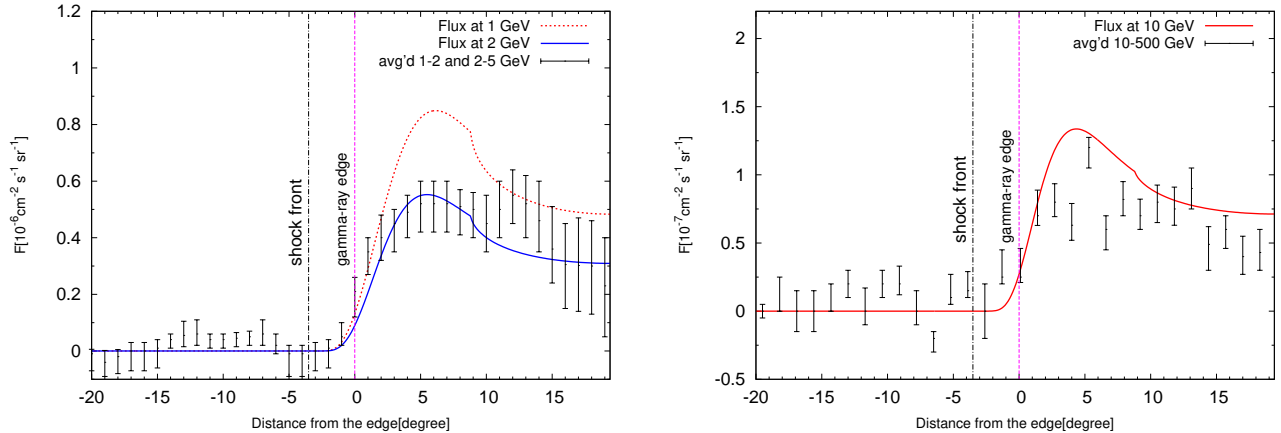 Flux at 1 GeV
Flux at 2 GeV
avg'd 1-2 and 2-5 GeV
1.2
1
0.8
0.6
0.4
0.2
0
F[10⁻⁶cm⁻² s⁻¹ sr⁻¹]
shock front
gamma-ray edge
-20 -15 -10 -5 0 5 10 15
Distance from the edge[degree]
Flux at 10 GeV
avg'd 10-500 GeV
2
1.5
1
0.5
0
-0.5
F[10⁻⁷cm⁻² s⁻¹ sr⁻¹]
shock front
gamma-ray edge
-20 -15 -10 -5 0 5 10 15
Distance from the edge[degree]